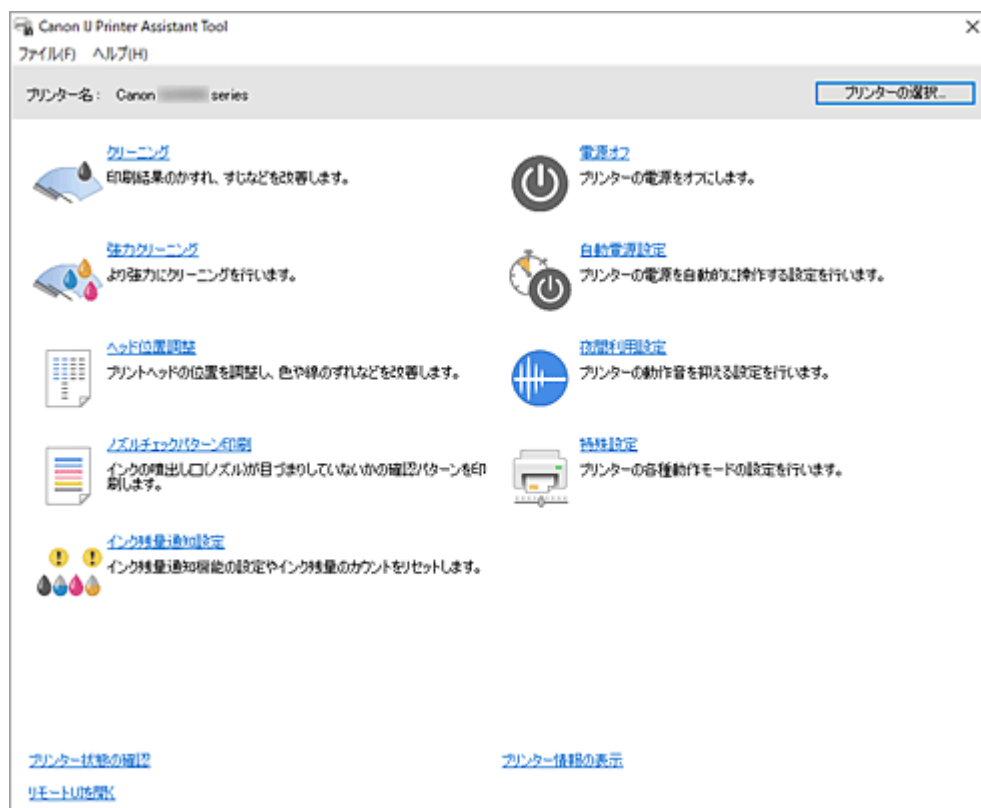 Canon IJ Printer Assistant Tool
ファイル(F) ヘルプ(H)
プリンター名： Canon series
プリンターの選択...
クリーニング
印刷結果のかすれ、すじなどを改善します。
強力クリーニング
より強力にクリーニングを行います。
ヘッド位置調整
プリントヘッドの位置を調整し、色や線のずれなどを改善します。
ノズルチェックパターン印刷
インクの噴出し口(ノズル)が目づまりしていないかの確認パターンを印
刷します。
インク残量通知設定
インク残量通知機能の設定やインク残量のカウントをリセットします。
電源オフ
プリンターの電源をオフにします。
自動電源設定
プリンターの電源を自動的に操作する設定を行います。
夜間利用設定
プリンターの動作音を抑える設定を行います。
特殊設定
プリンターの各種動作モードの設定を行います。
プリンター状態の確認
プリンター情報の表示
リモートUIを開く